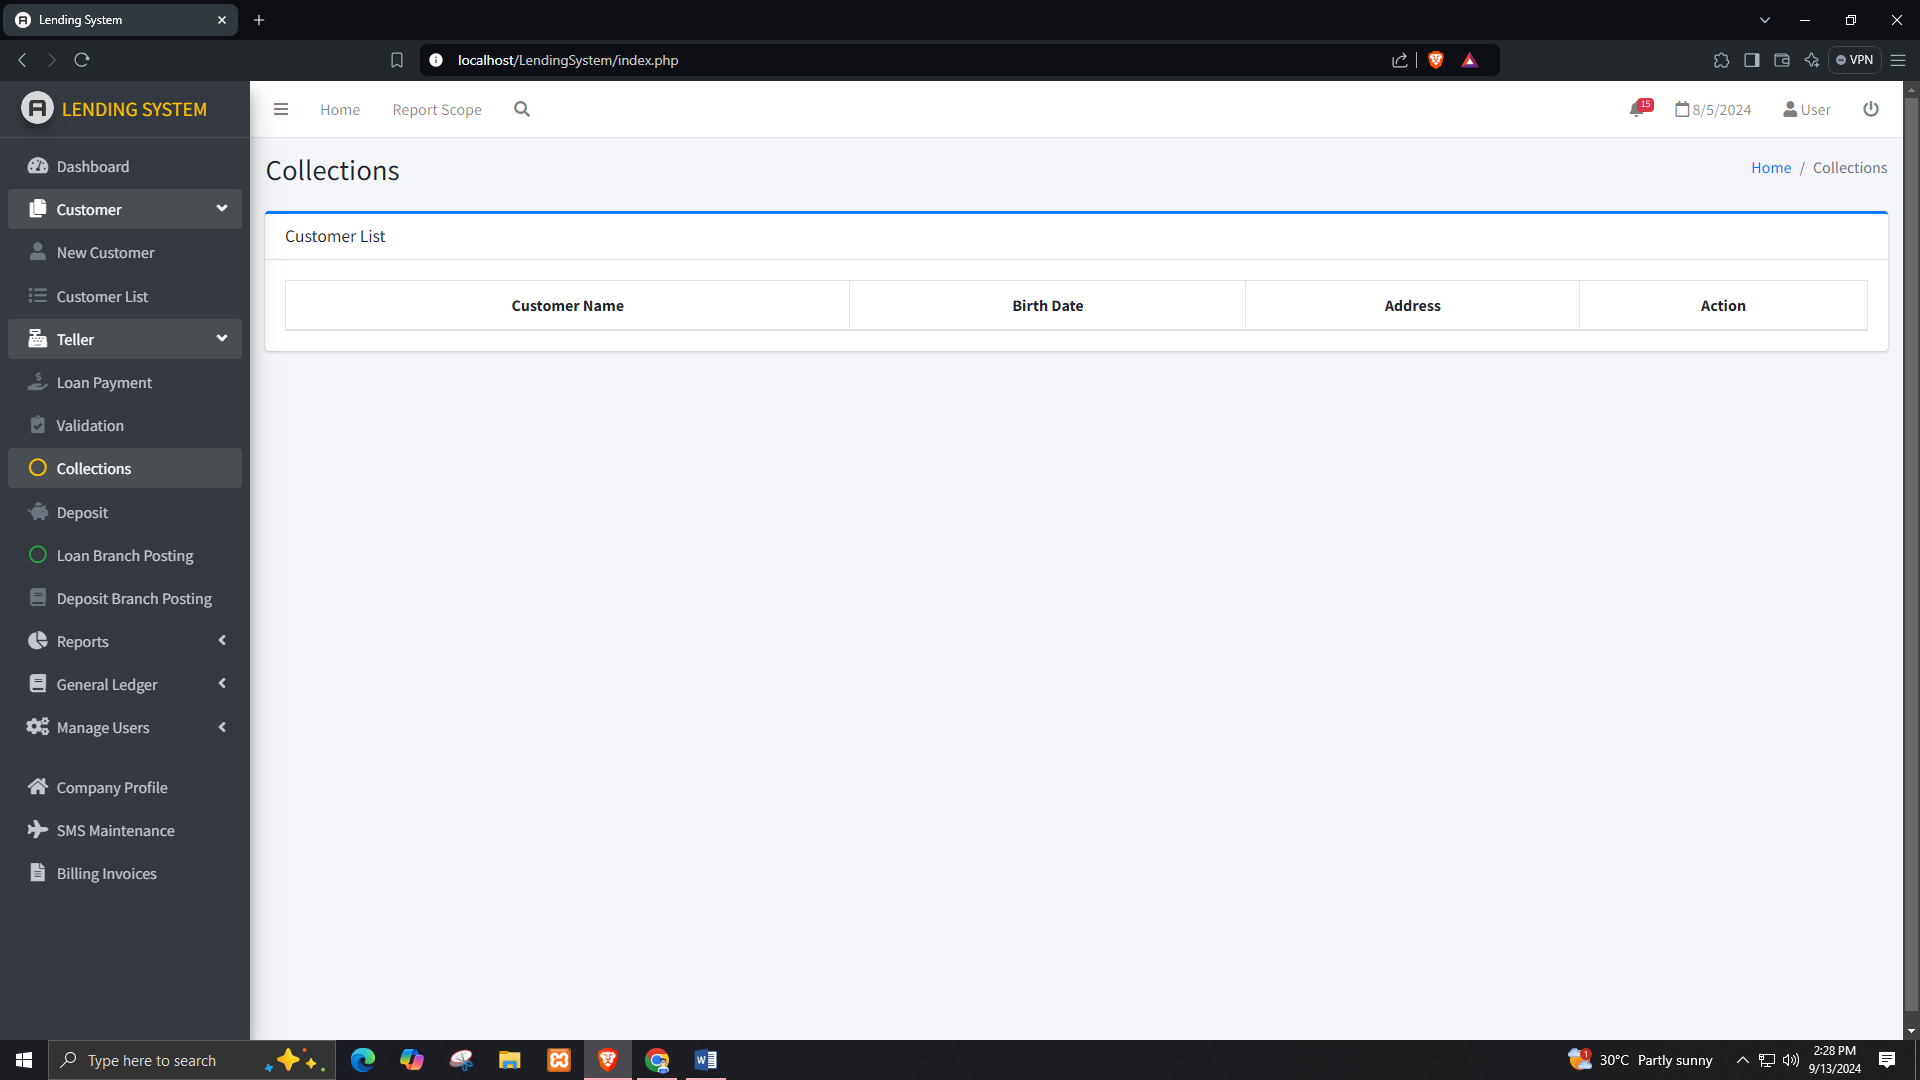 Lending System
localhost/LendingSystem/index.php
VPN
A LENDING SYSTEM
Home
Report Scope
15
8/5/2024
User
Dashboard
Customer
New Customer
Customer List
Teller
Loan Payment
Validation
Collections
Deposit
Loan Branch Posting
Deposit Branch Posting
Reports
General Ledger
Manage Users
Company Profile
SMS Maintenance
Billing Invoices
Collections
Home / Collections
Customer List
Customer Name Birth Date Address Action
Type here to search
1
30°C Partly sunny
2:28 PM
9/13/2024